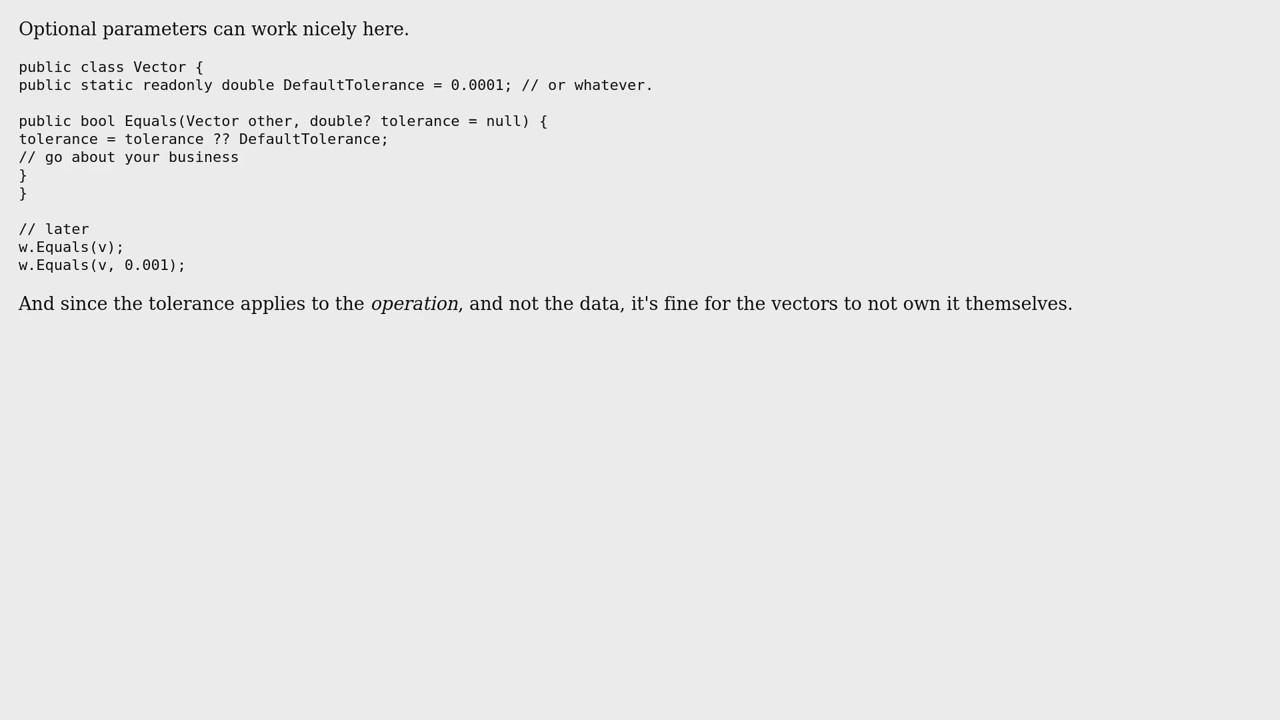 Optional parameters can work nicely here.
public class Vector {
public static readonly double DefaultTolerance = 0.0001; // or whatever.
public bool Equals(Vector other, double? tolerance = null) {
tolerance = tolerance ?? DefaultTolerance;
// go about your business
}
}
// later
w.Equals(v);
w.Equals(v, 0.001);
And since the tolerance applies to the operation, and not the data, it's fine for the vectors to not own it themselves.